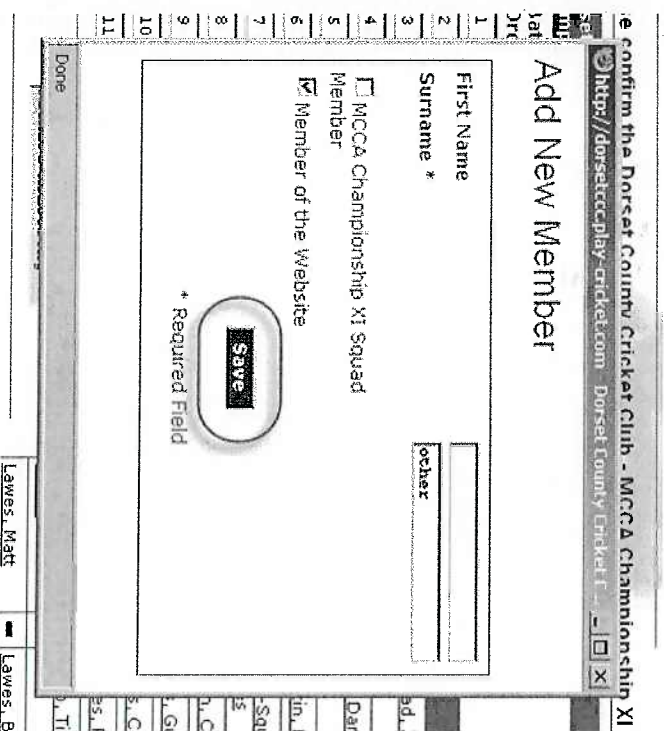 e confirm the Dorset County Cricket Club - MCCA Championship XI
http://dorsetccc.play-cricket.com Dorset County Cricket C...
Add New Member
First Name
Surname *
other
MCCA Championship XI Squad
Member
Member of the Website
Save
* Required Field
Done
1
2
3
4
5
6
7
8
9
10
11
Lawes, Matt
Lawes, B